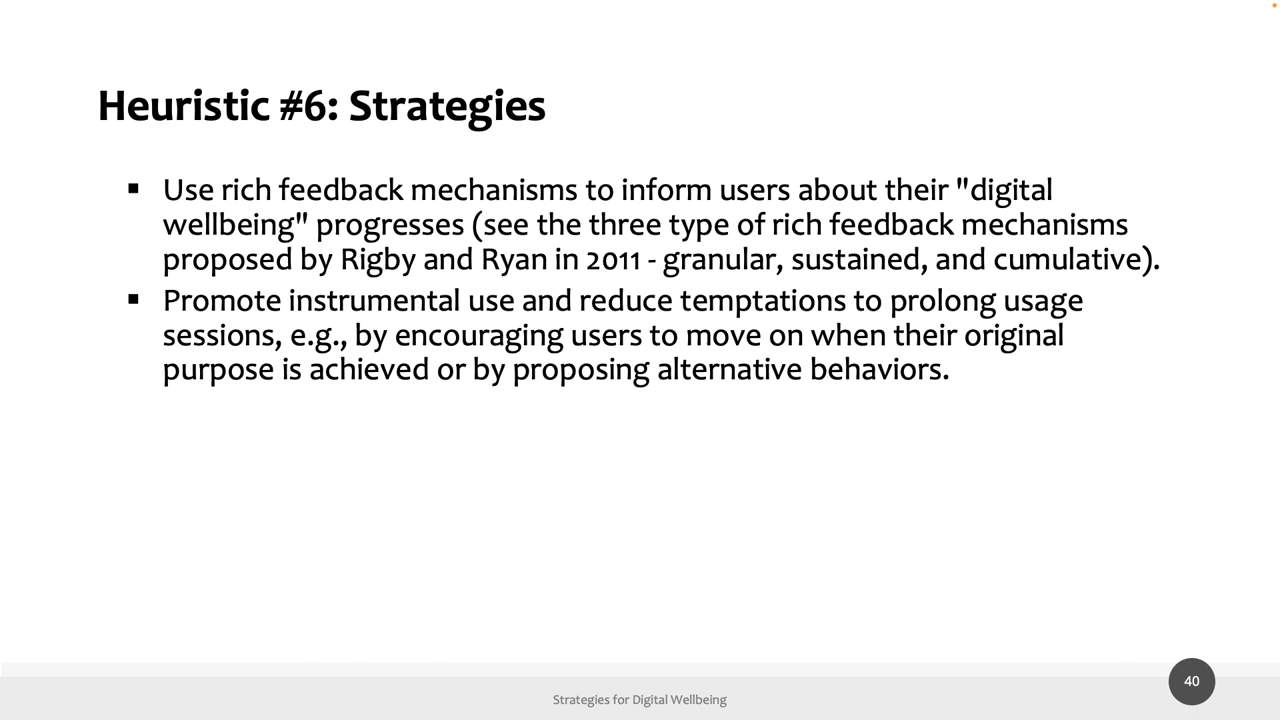 Heuristic #6: Strategies
▪ Use rich feedback mechanisms to inform users about their "digital
wellbeing" progresses (see the three type of rich feedback mechanisms
proposed by Rigby and Ryan in 2011 - granular, sustained, and cumulative).
▪ Promote instrumental use and reduce temptations to prolong usage
sessions, e.g., by encouraging users to move on when their original
purpose is achieved or by proposing alternative behaviors.
Strategies for Digital Wellbeing
40